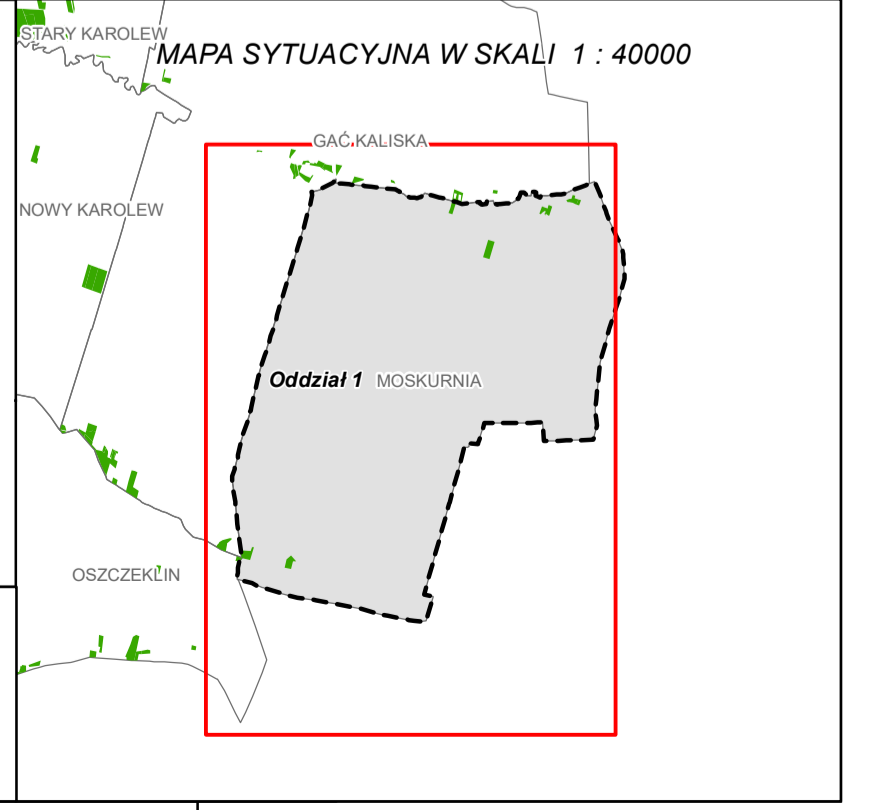 STARY KAROLEW
MAPA SYTUACYJNA W SKALI 1 : 40000
GAĆ KALISKA
NOWY KAROLEW
Oddział 1 MOSKURNIA
OSZCZEKLIN